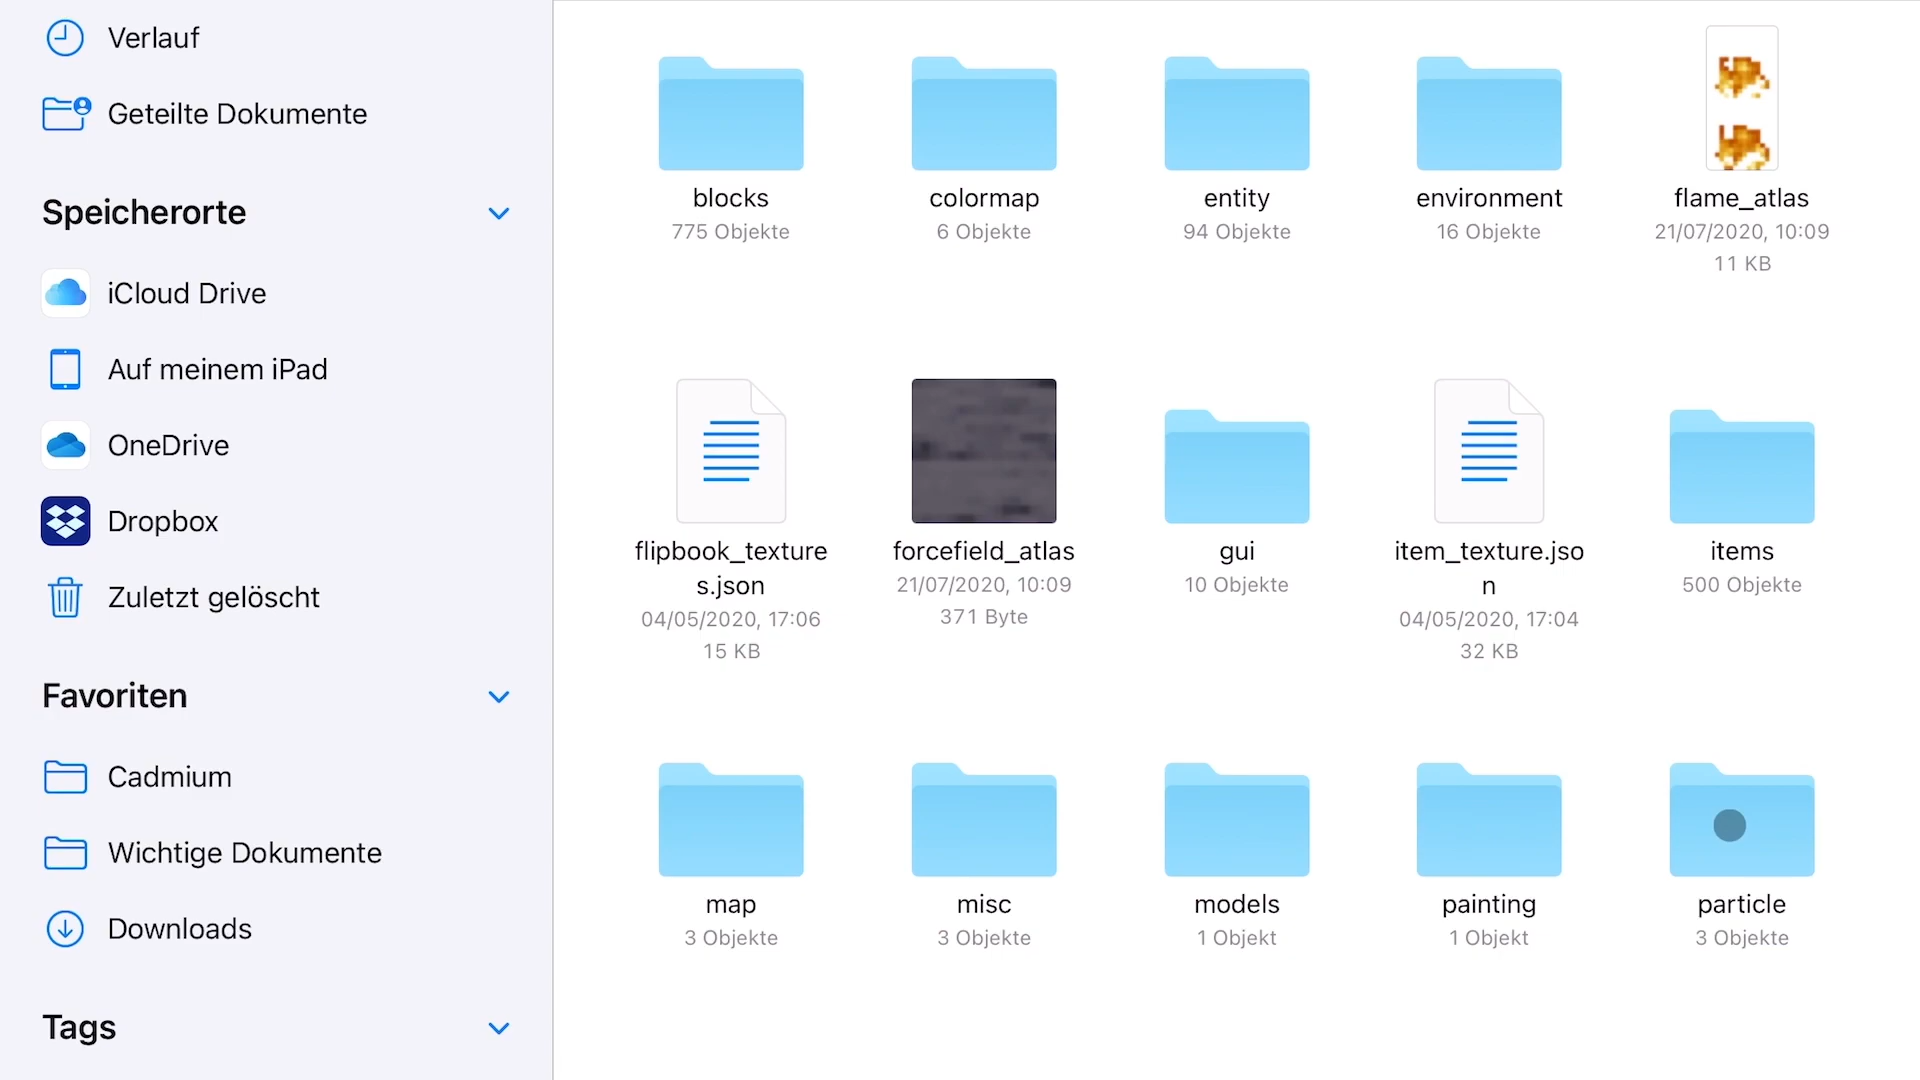 Verlauf
Geteilte Dokumente
Speicherorte
iCloud Drive
Auf meinem iPad
OneDrive
Dropbox
Zuletzt gelöscht
Favoriten
Cadmium
Wichtige Dokumente
Downloads
Tags
blocks
775 Objekte
colormap
6 Objekte
entity
94 Objekte
environment
16 Objekte
flame_atlas
21/07/2020, 10:09
11 KB
flipbook_texture
s.json
04/05/2020, 17:06
15 KB
forcefield_atlas
21/07/2020, 10:09
371 Byte
gui
10 Objekte
item_texture.jso
n
04/05/2020, 17:04
32 KB
items
500 Objekte
map
3 Objekte
misc
3 Objekte
models
1 Objekt
painting
1 Objekt
particle
3 Objekte